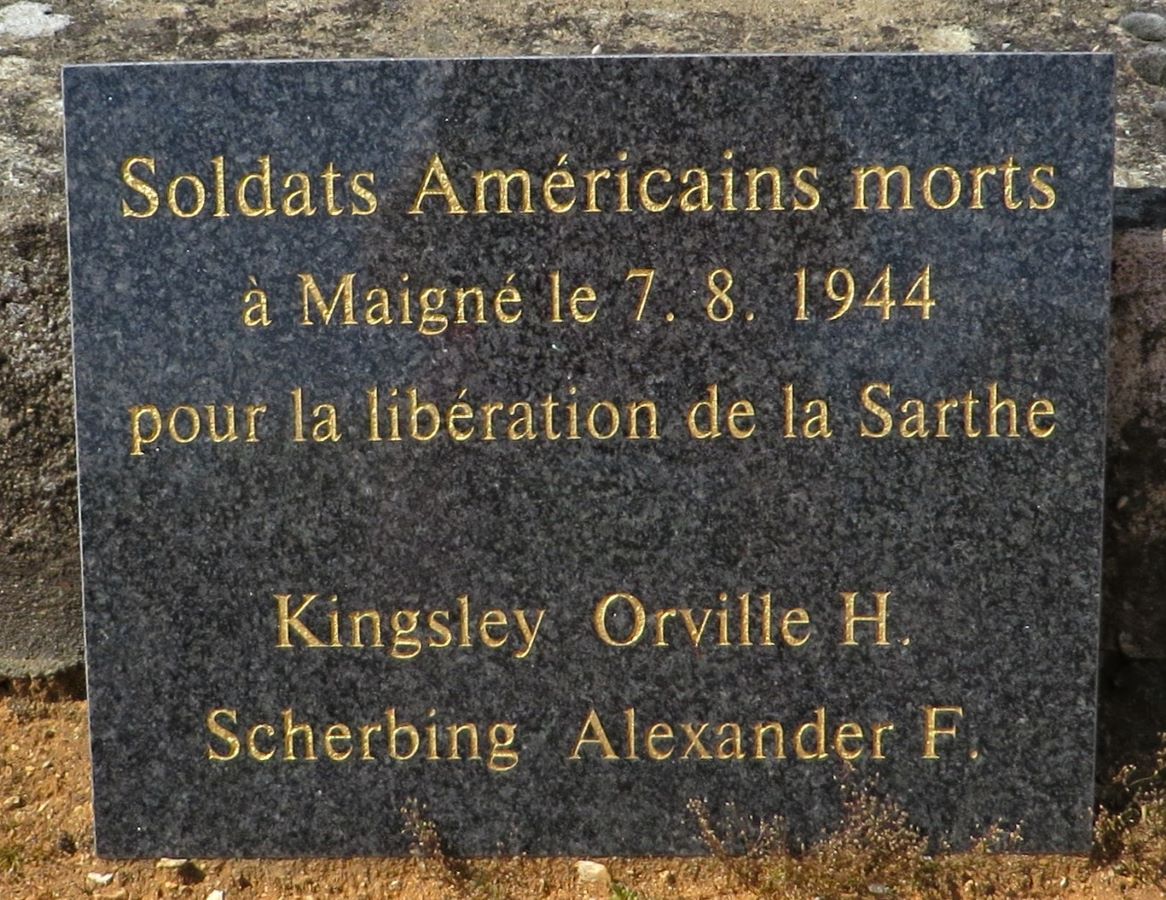 Soldats Américains morts
à Maigné le 7. 8. 1944
pour la libération de la Sarthe
Kingsley Orville H.
Scherbing Alexander F.